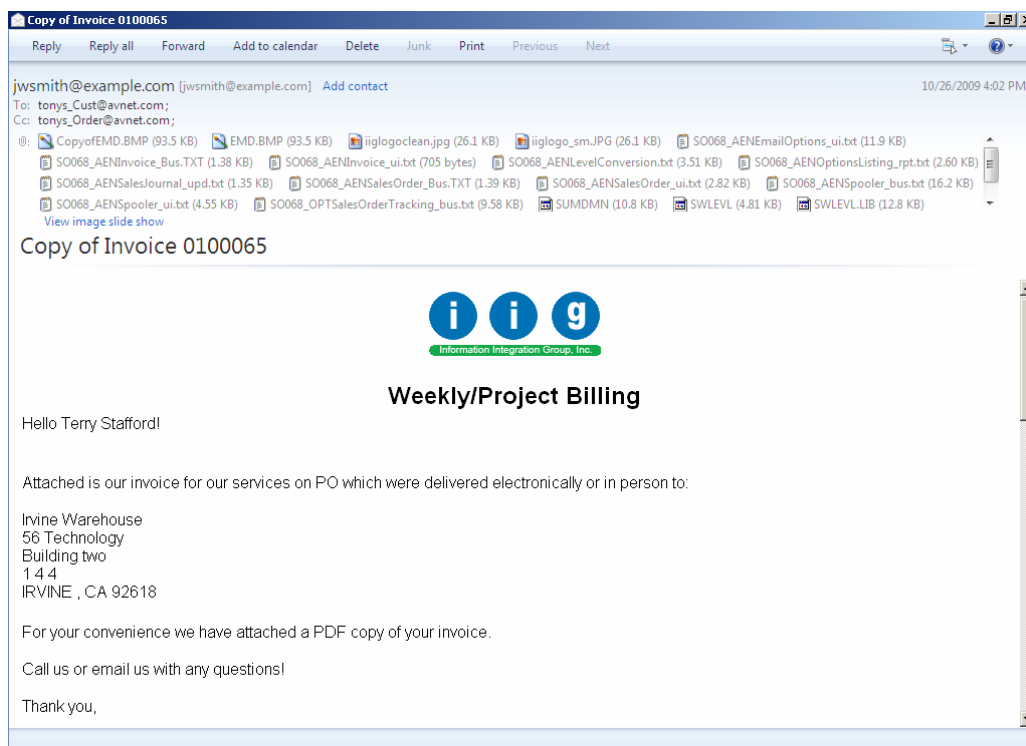 Copy of Invoice 0100065
Reply Reply all Forward Add to calendar Delete Junk Print Previous Next
jwsmith@example.com [jwsmith@example.com] Add contact 10/26/2009 4:02 PM
To: tonys_Cust@avnet.com;
Cc: tonys_Order@avnet.com;
CopyofEMD.BMP (93.5 KB) EMD.BMP (93.5 KB) iiglogoclean.jpg (26.1 KB) iiglogo_sm.JPG (26.1 KB) SO068_AENEmailOptions_ui.txt (11.9 KB)
SO068_AENInvoice_Bus.TXT (1.38 KB) SO068_AENInvoice_ui.txt (705 bytes) SO068_AENLevelConversion.txt (3.51 KB) SO068_AENOptionsListing_rpt.txt (2.60 KB)
SO068_AENSalesJournal_upd.txt (1.35 KB) SO068_AENSalesOrder_Bus.TXT (1.39 KB) SO068_AENSalesOrder_ui.txt (2.82 KB) SO068_AENSpooler_bus.txt (16.2 KB)
SO068_AENSpooler_ui.txt (4.55 KB) SO068_OPTSalesOrderTracking_bus.txt (9.58 KB) SUMDMN (10.8 KB) SWLEVL (4.81 KB) SWLEVL.LIB (12.8 KB)
View image slide show
Copy of Invoice 0100065
i i g
Information Integration Group, Inc.
Weekly/Project Billing
Hello Terry Stafford!
Attached is our invoice for our services on PO which were delivered electronically or in person to:
Irvine Warehouse
56 Technology
Building two
1 4 4
IRVINE , CA 92618
For your convenience we have attached a PDF copy of your invoice.
Call us or email us with any questions!
Thank you,